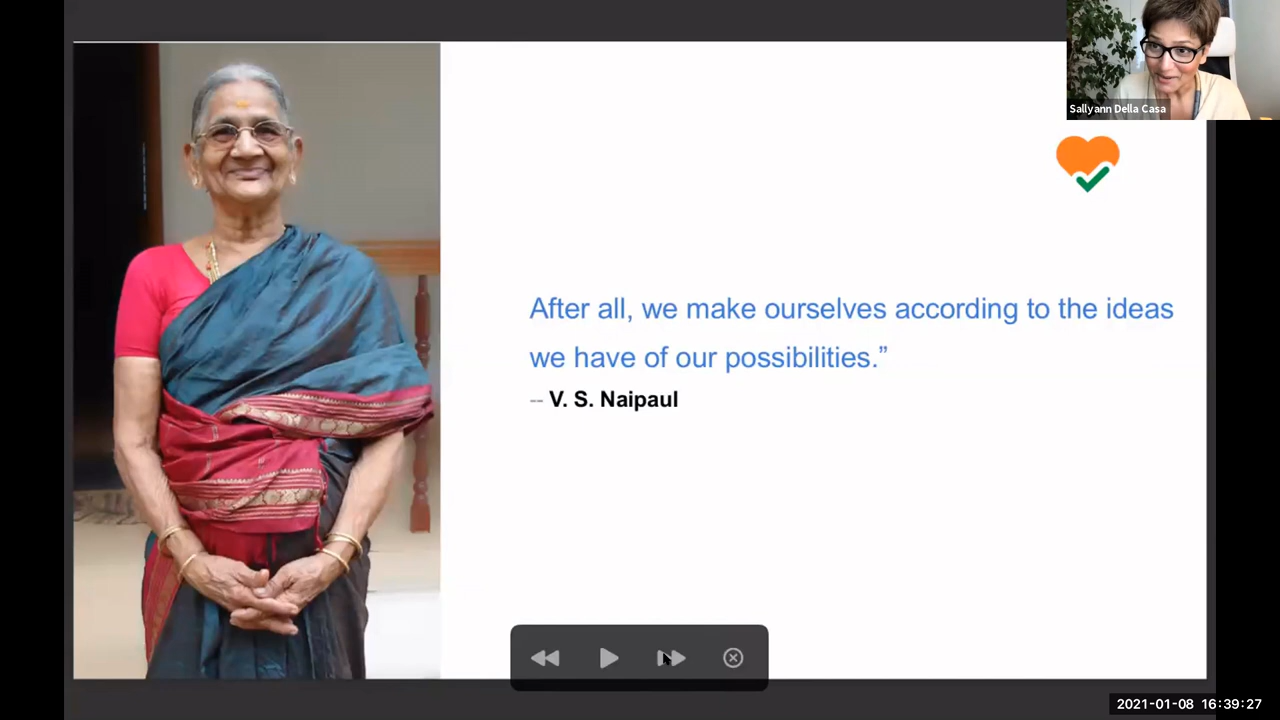 Sallyann Della Casa
After all, we make ourselves according to the ideas
we have of our possibilities.”
-- V. S. Naipaul
2021-01-08 16:39:27